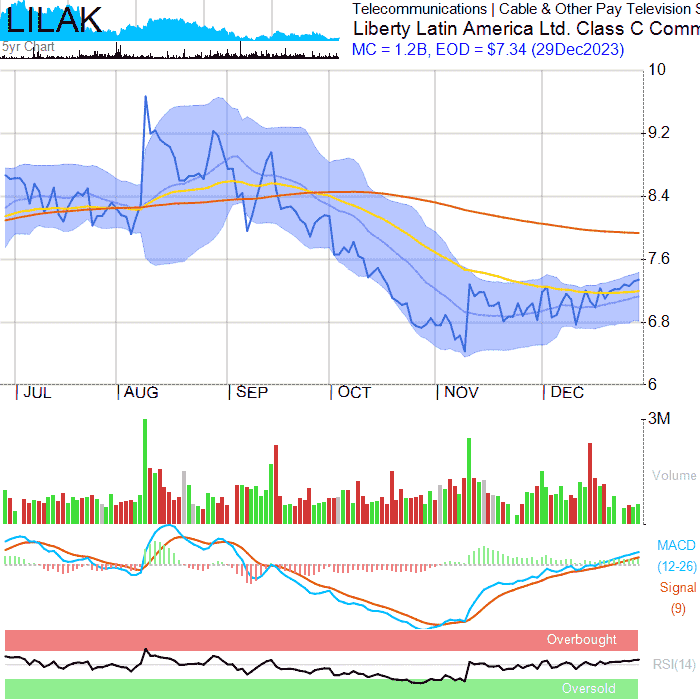 LILAK
5yr Chart
Telecommunications | Cable & Other Pay Television S
Liberty Latin America Ltd. Class C Comm
MC = 1.2B, EOD = $7.34 (29Dec2023)
10
9.2
8.4
7.6
6.8
6
JUL AUG SEP OCT NOV DEC
3M
Volume
MACD
(12-26)
Signal
(9)
Overbought
RSI(14)
Oversold